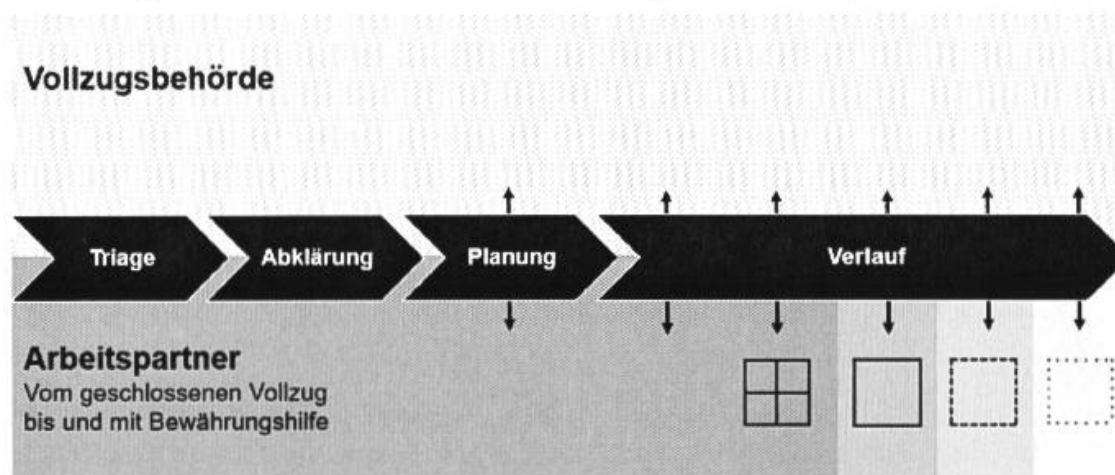 Vollzugsbehörde
Triage
Abklärung
Planung
Verlauf
Arbeitspartner
Vom geschlossenen Vollzug
bis und mit Bewährungshilfe